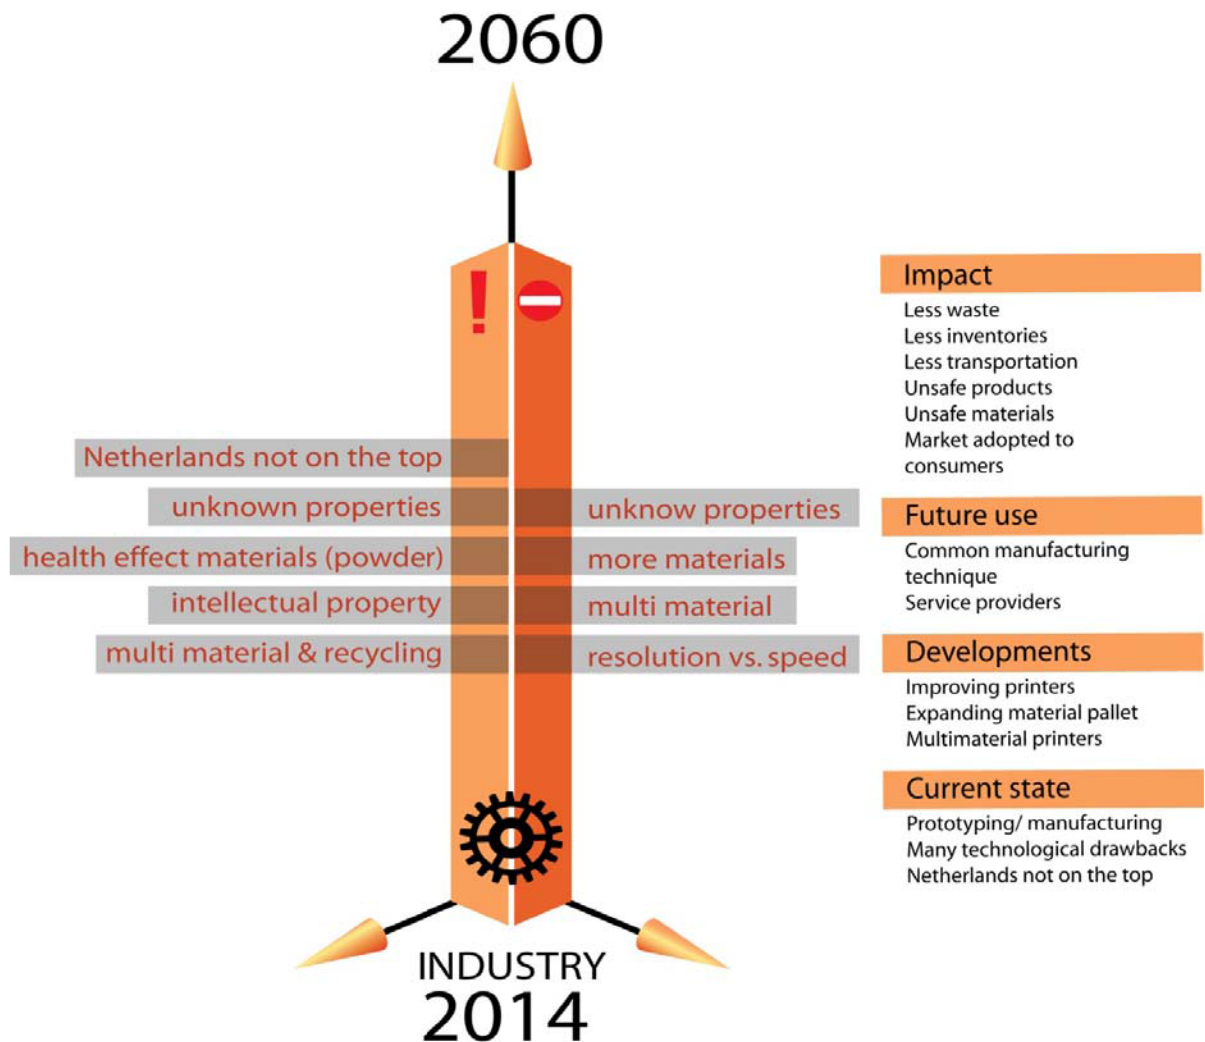 2060
!
Netherlands not on the top
unknown properties
health effect materials (powder)
intellectual property
multi material & recycling
unknow properties
more materials
multi material
resolution vs. speed
INDUSTRY
2014
Impact
Less waste
Less inventories
Less transportation
Unsafe products
Unsafe materials
Market adopted to
consumers
Future use
Common manufacturing
technique
Service providers
Developments
Improving printers
Expanding material pallet
Multimaterial printers
Current state
Prototyping/ manufacturing
Many technological drawbacks
Netherlands not on the top